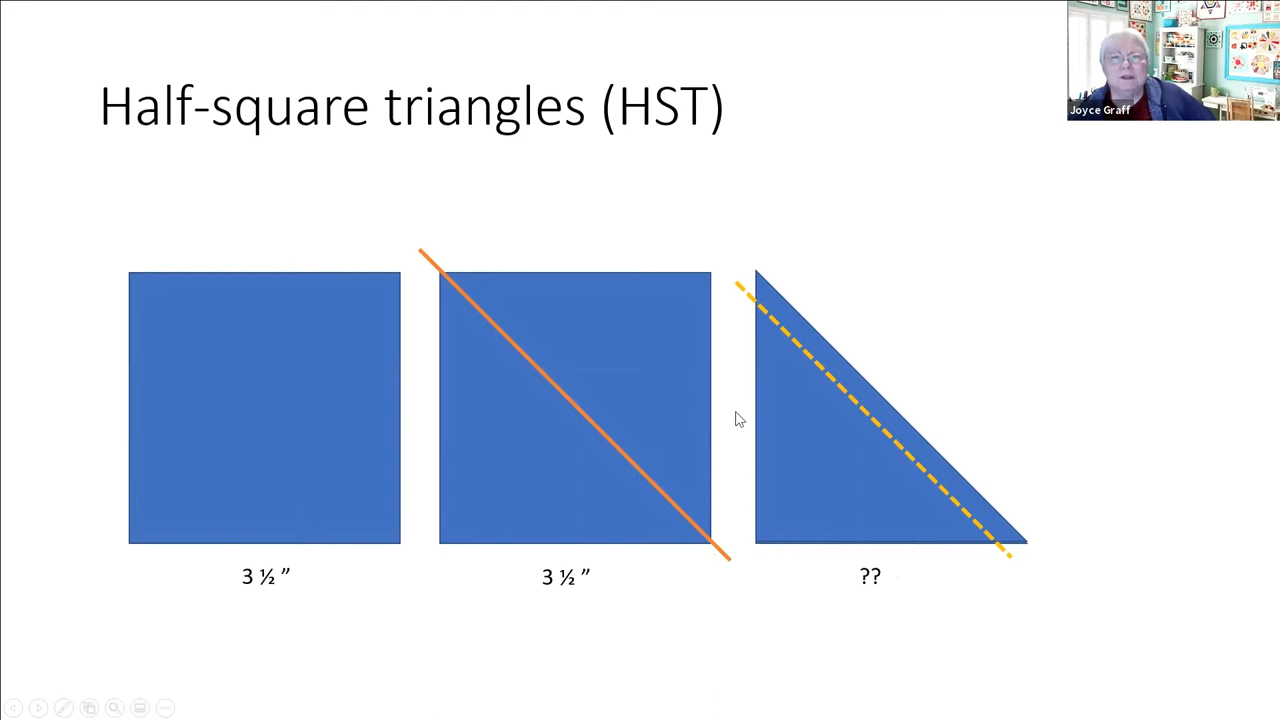 Half-square triangles (HST)
Joyce Graff
3 ½ ”
3 ½ ”
??